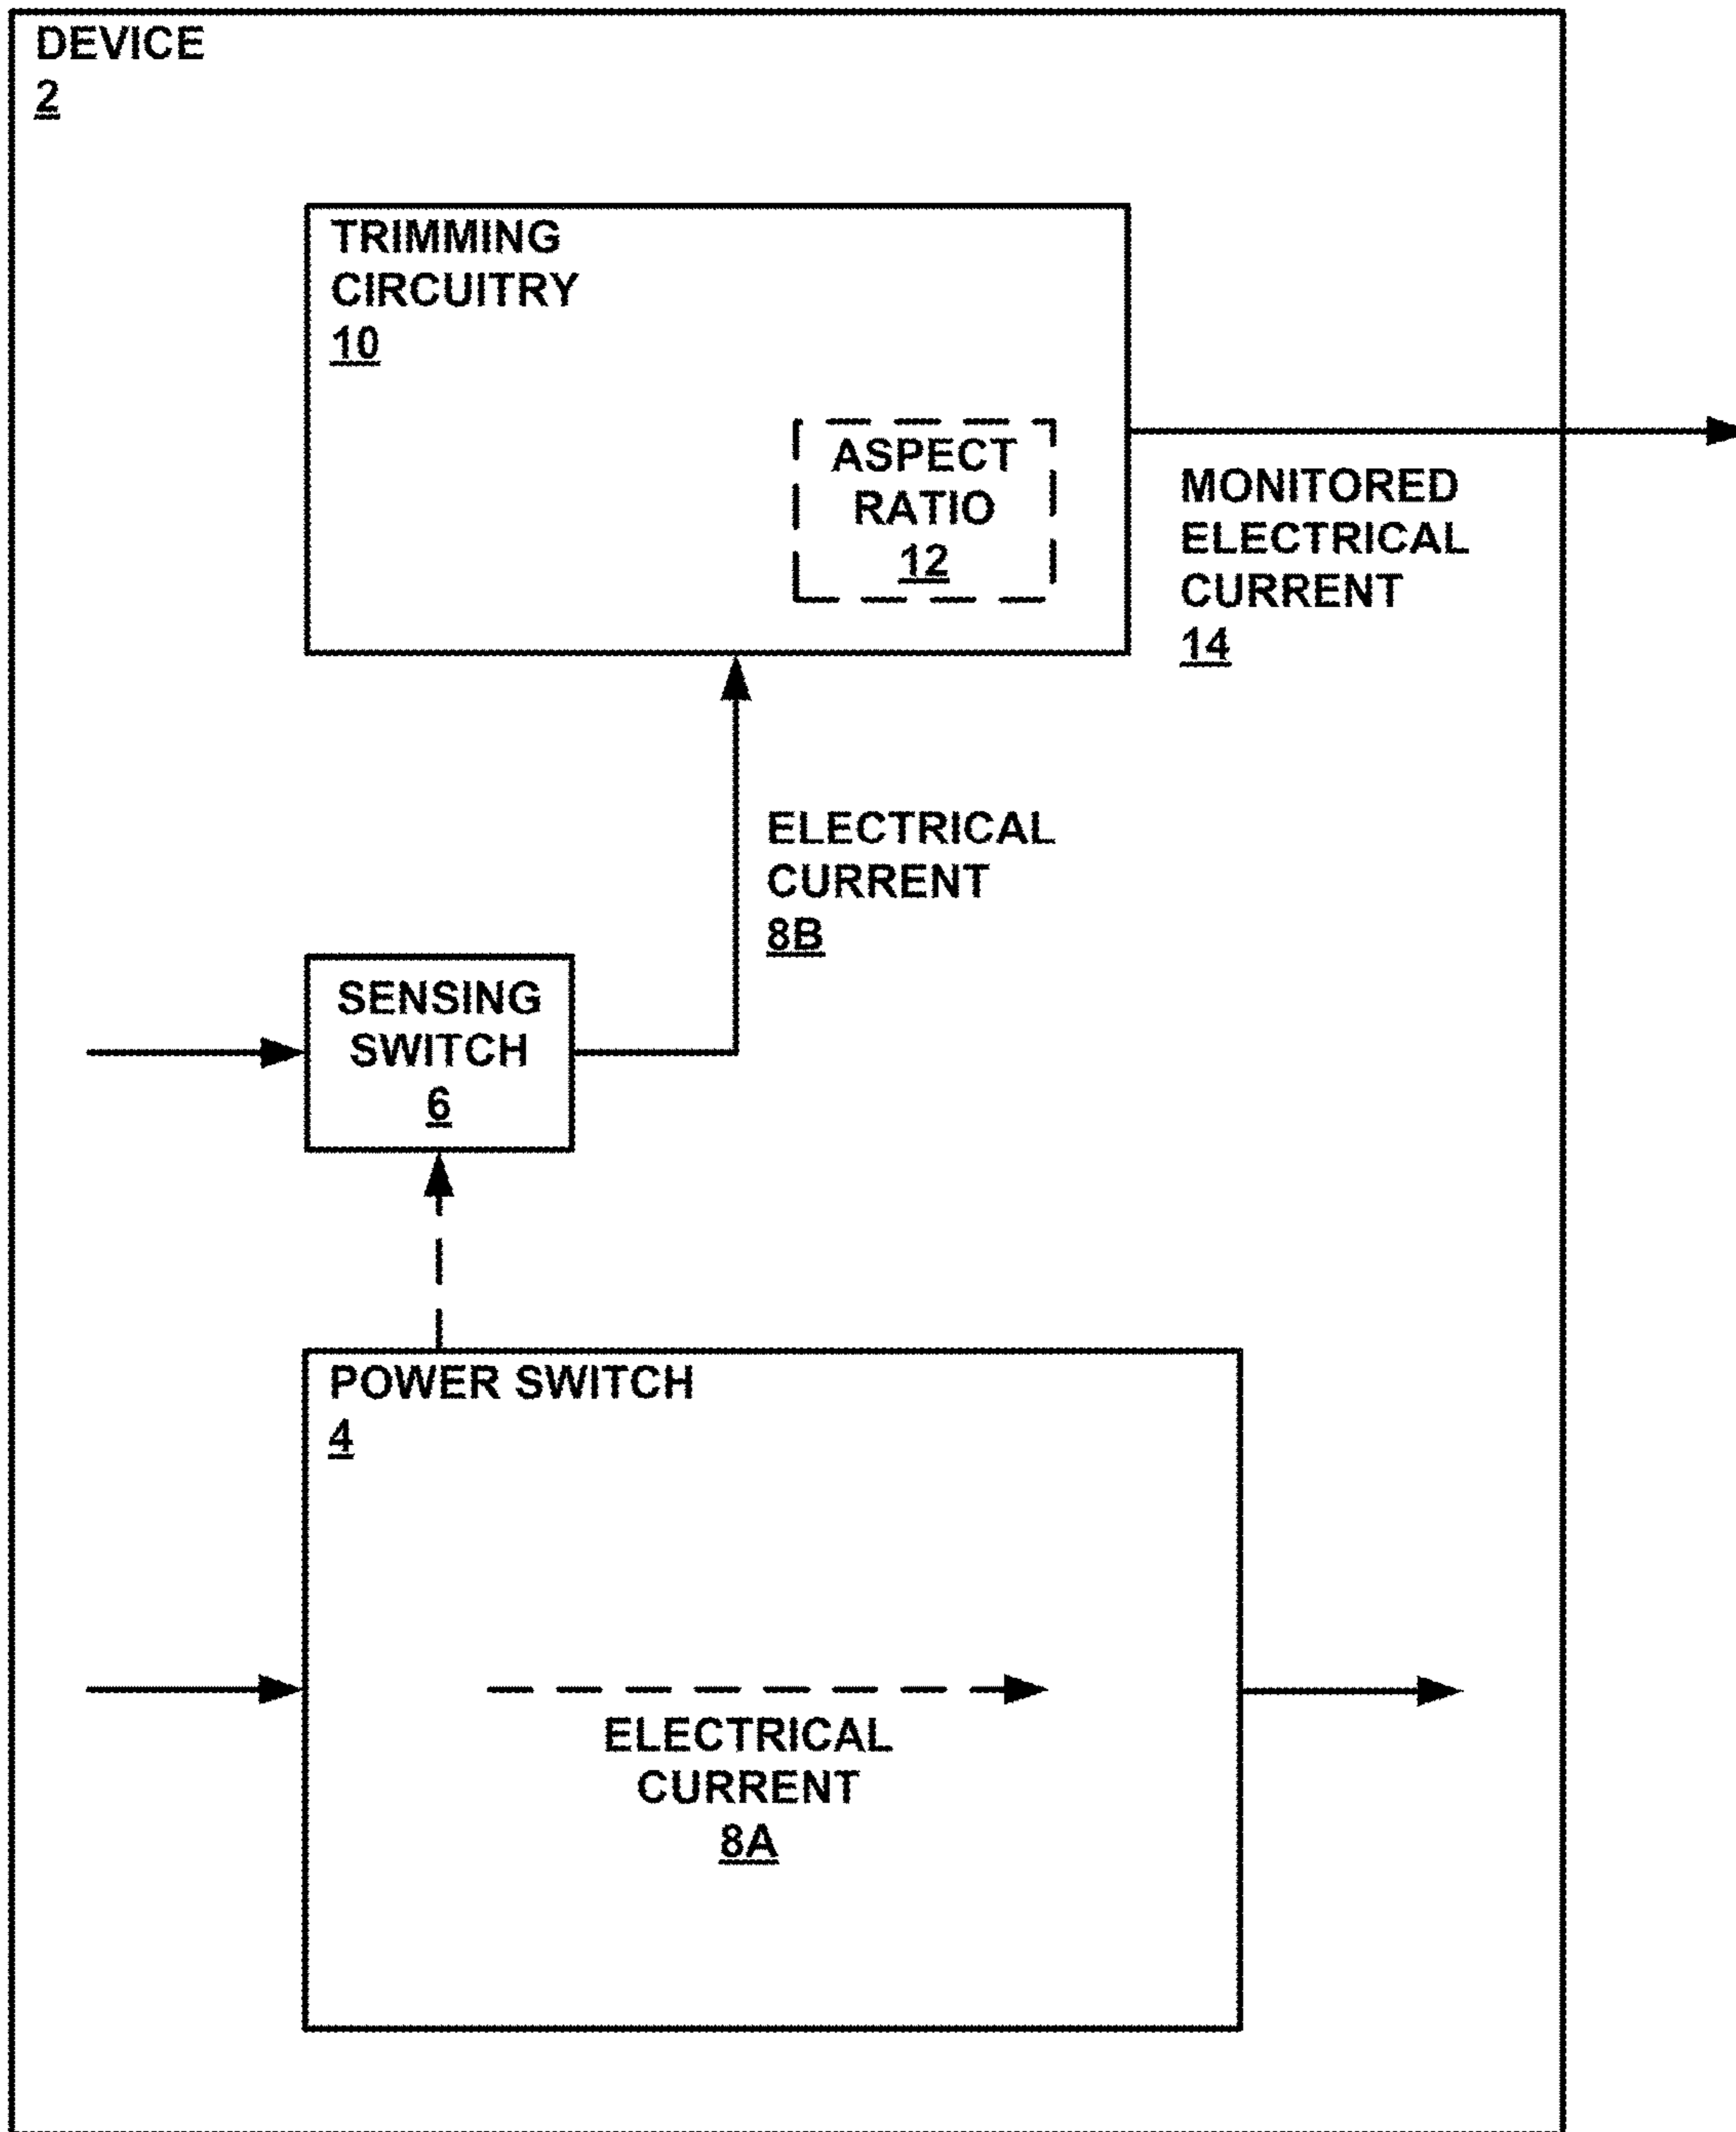 DEVICE
2
TRIMMING
CIRCUITRY
10
ASPECT
RATIO
12
MONITORED
ELECTRICAL
CURRENT
14
ELECTRICAL
CURRENT
8B
SENSING
SWITCH
6
POWER SWITCH
4
ELECTRICAL
CURRENT
8A